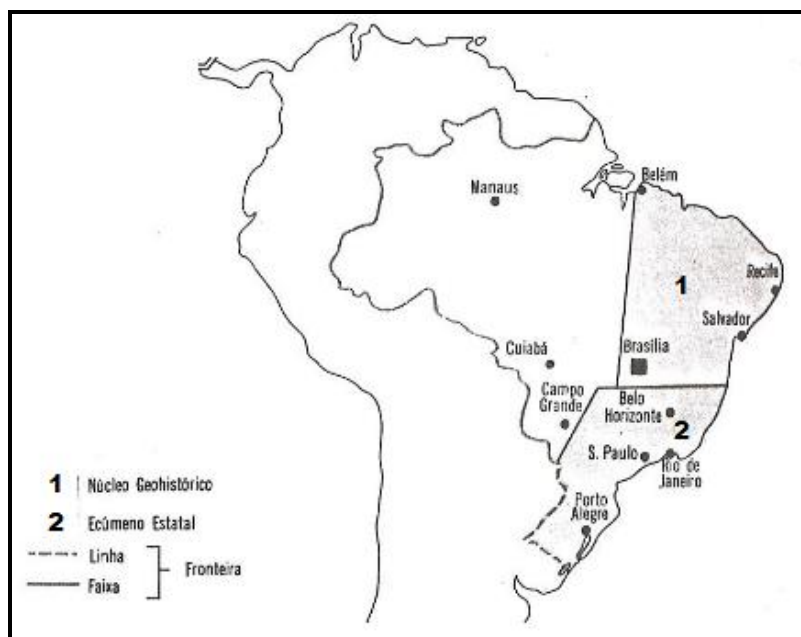 Manaus
Belém
1
Recife
Salvador
Brasília
Cuiabá
Campo
Grande
Belo
Horizonte
2
S. Paulo
Rio de
Janeiro
Porto
Alegre
1 Núcleo Geohistórico
2 Ecúmeno Estatal
Linha
Faixa
Fronteira